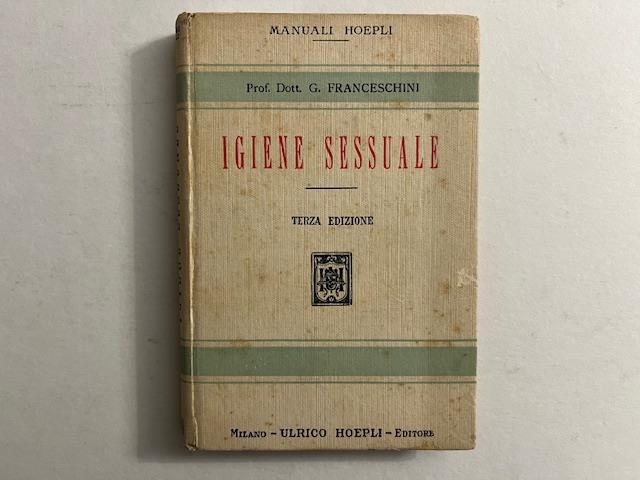 MANUALI HOEPLI
Prof. Dott. G. FRANCESCHINI
IGIENE SESSUALE
TERZA EDIZIONE
MILANO - ULRICO HOEPLI - EDITORE